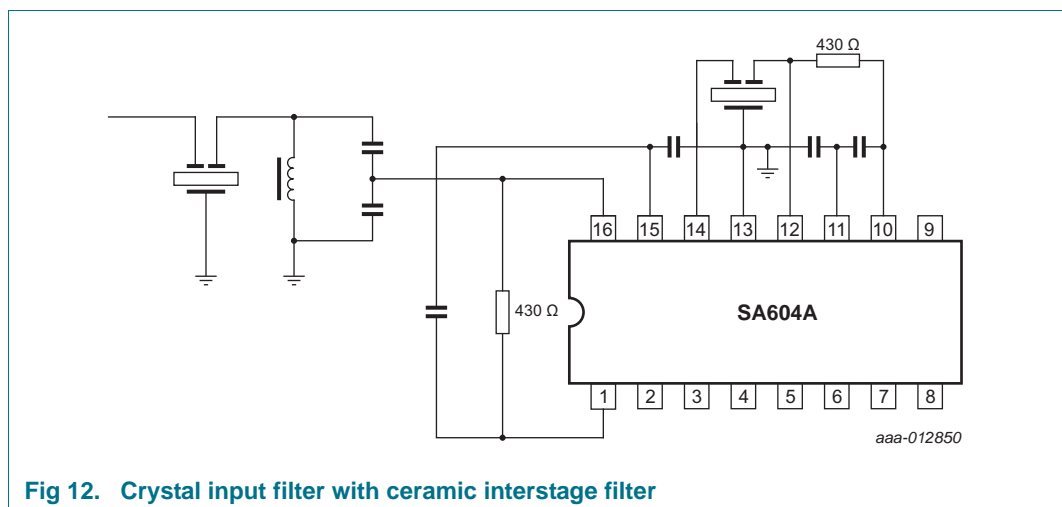 430 Ω
16 15 14 13 12 11 10 9
430 Ω
SA604A
1 2 3 4 5 6 7 8
aaa-012850
Fig 12. Crystal input filter with ceramic interstage filter